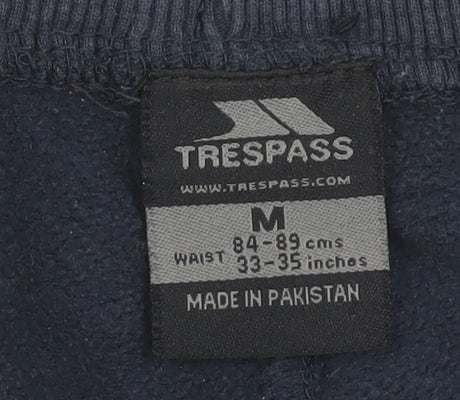 TRESPASS
WWW.TRESPASS.COM
M
WAIST 84-89 cms
33-35 inches
MADE IN PAKISTAN